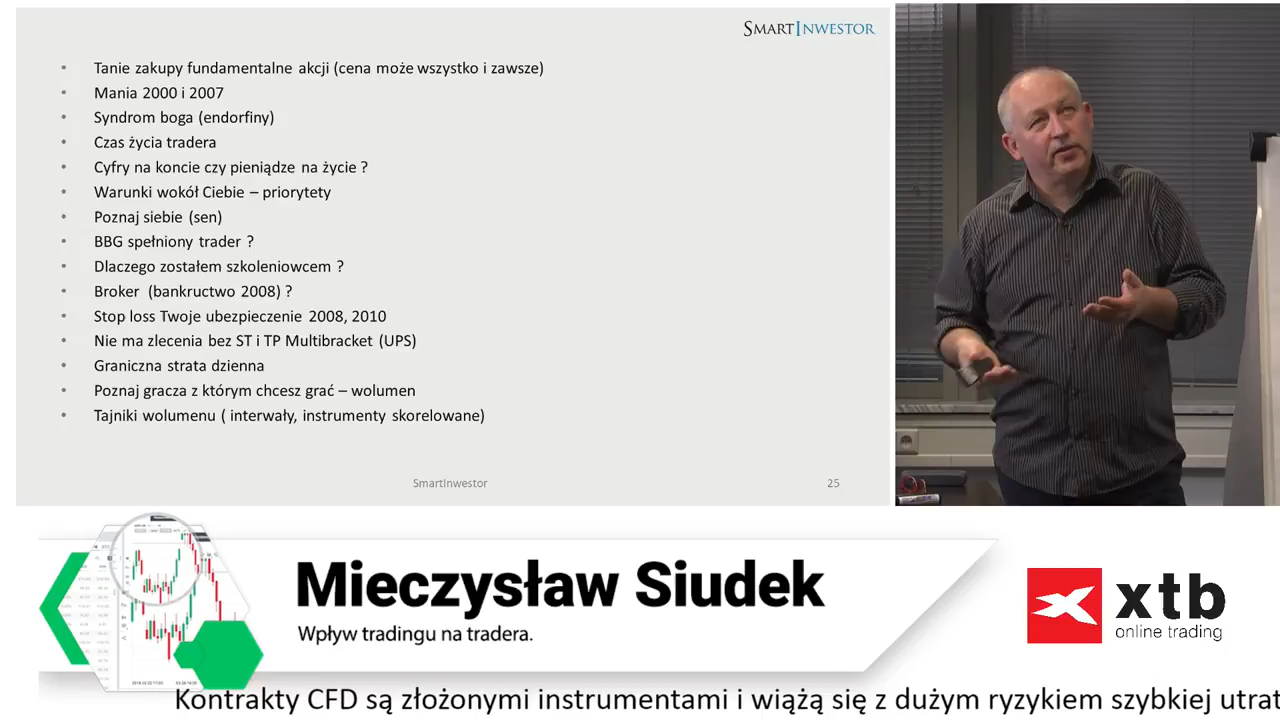 SMARTINWESTOR
Tanie zakupy fundamentalne akcji (cena może wszystko i zawsze)
Mania 2000 i 2007
Syndrom boga (endorfiny)
Czas życia tradera
Cyfry na koncie czy pieniądze na życie ?
Warunki wokół Ciebie – priorytety
Poznaj siebie (sen)
BBG spełniony trader ?
Dlaczego zostałem szkoleniowcem ?
Broker (bankructwo 2008) ?
Stop loss Twoje ubezpieczenie 2008, 2010
Nie ma zlecenia bez ST i TP Multibracket (UPS)
Graniczna strata dzienna
Poznaj gracza z którym chcesz grać – wolumen
Tajniki wolumenu ( interwały, instrumenty skorelowane)
SmartInwestor 25
Mieczysław Siudek
Wpływ tradingu na tradera.
xtb
online trading
Kontrakty CFD są złożonymi instrumentami i wiążą się z dużym ryzykiem szybkiej utrat